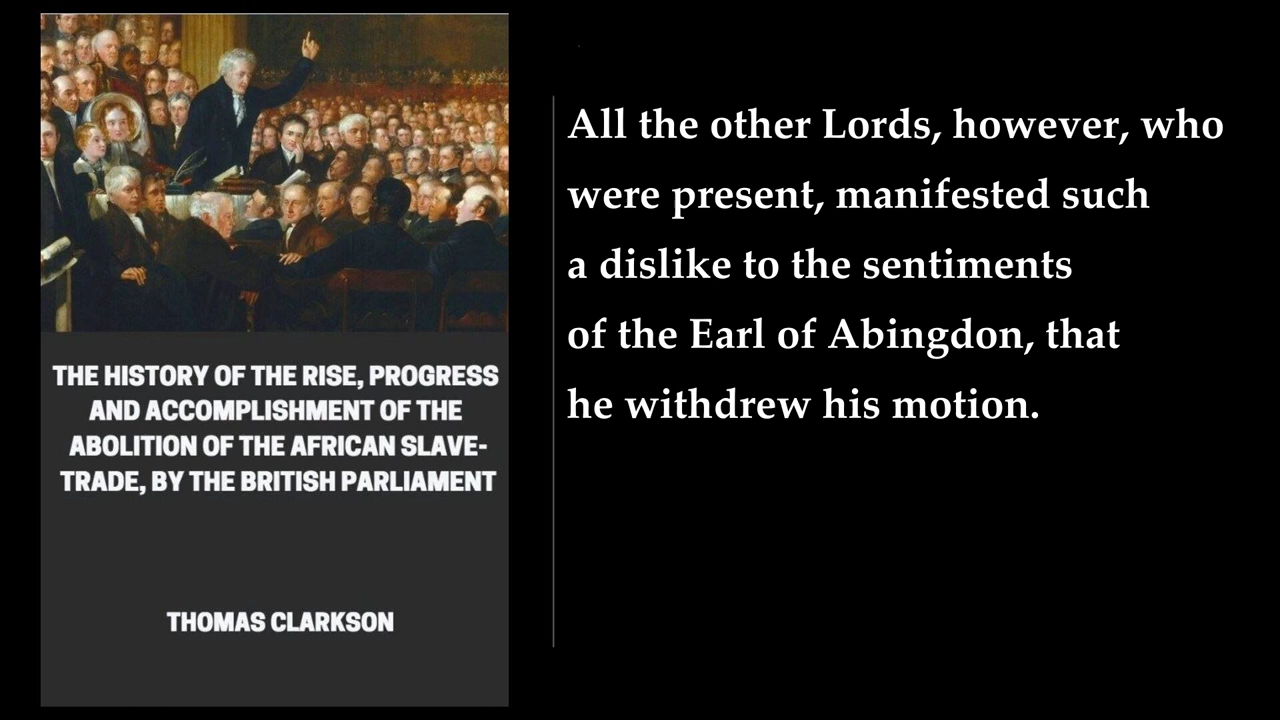 THE HISTORY OF THE RISE, PROGRESS
AND ACCOMPLISHMENT OF THE
ABOLITION OF THE AFRICAN SLAVE-
TRADE, BY THE BRITISH PARLIAMENT
THOMAS CLARKSON
All the other Lords, however, who
were present, manifested such
a dislike to the sentiments
of the Earl of Abingdon, that
he withdrew his motion.